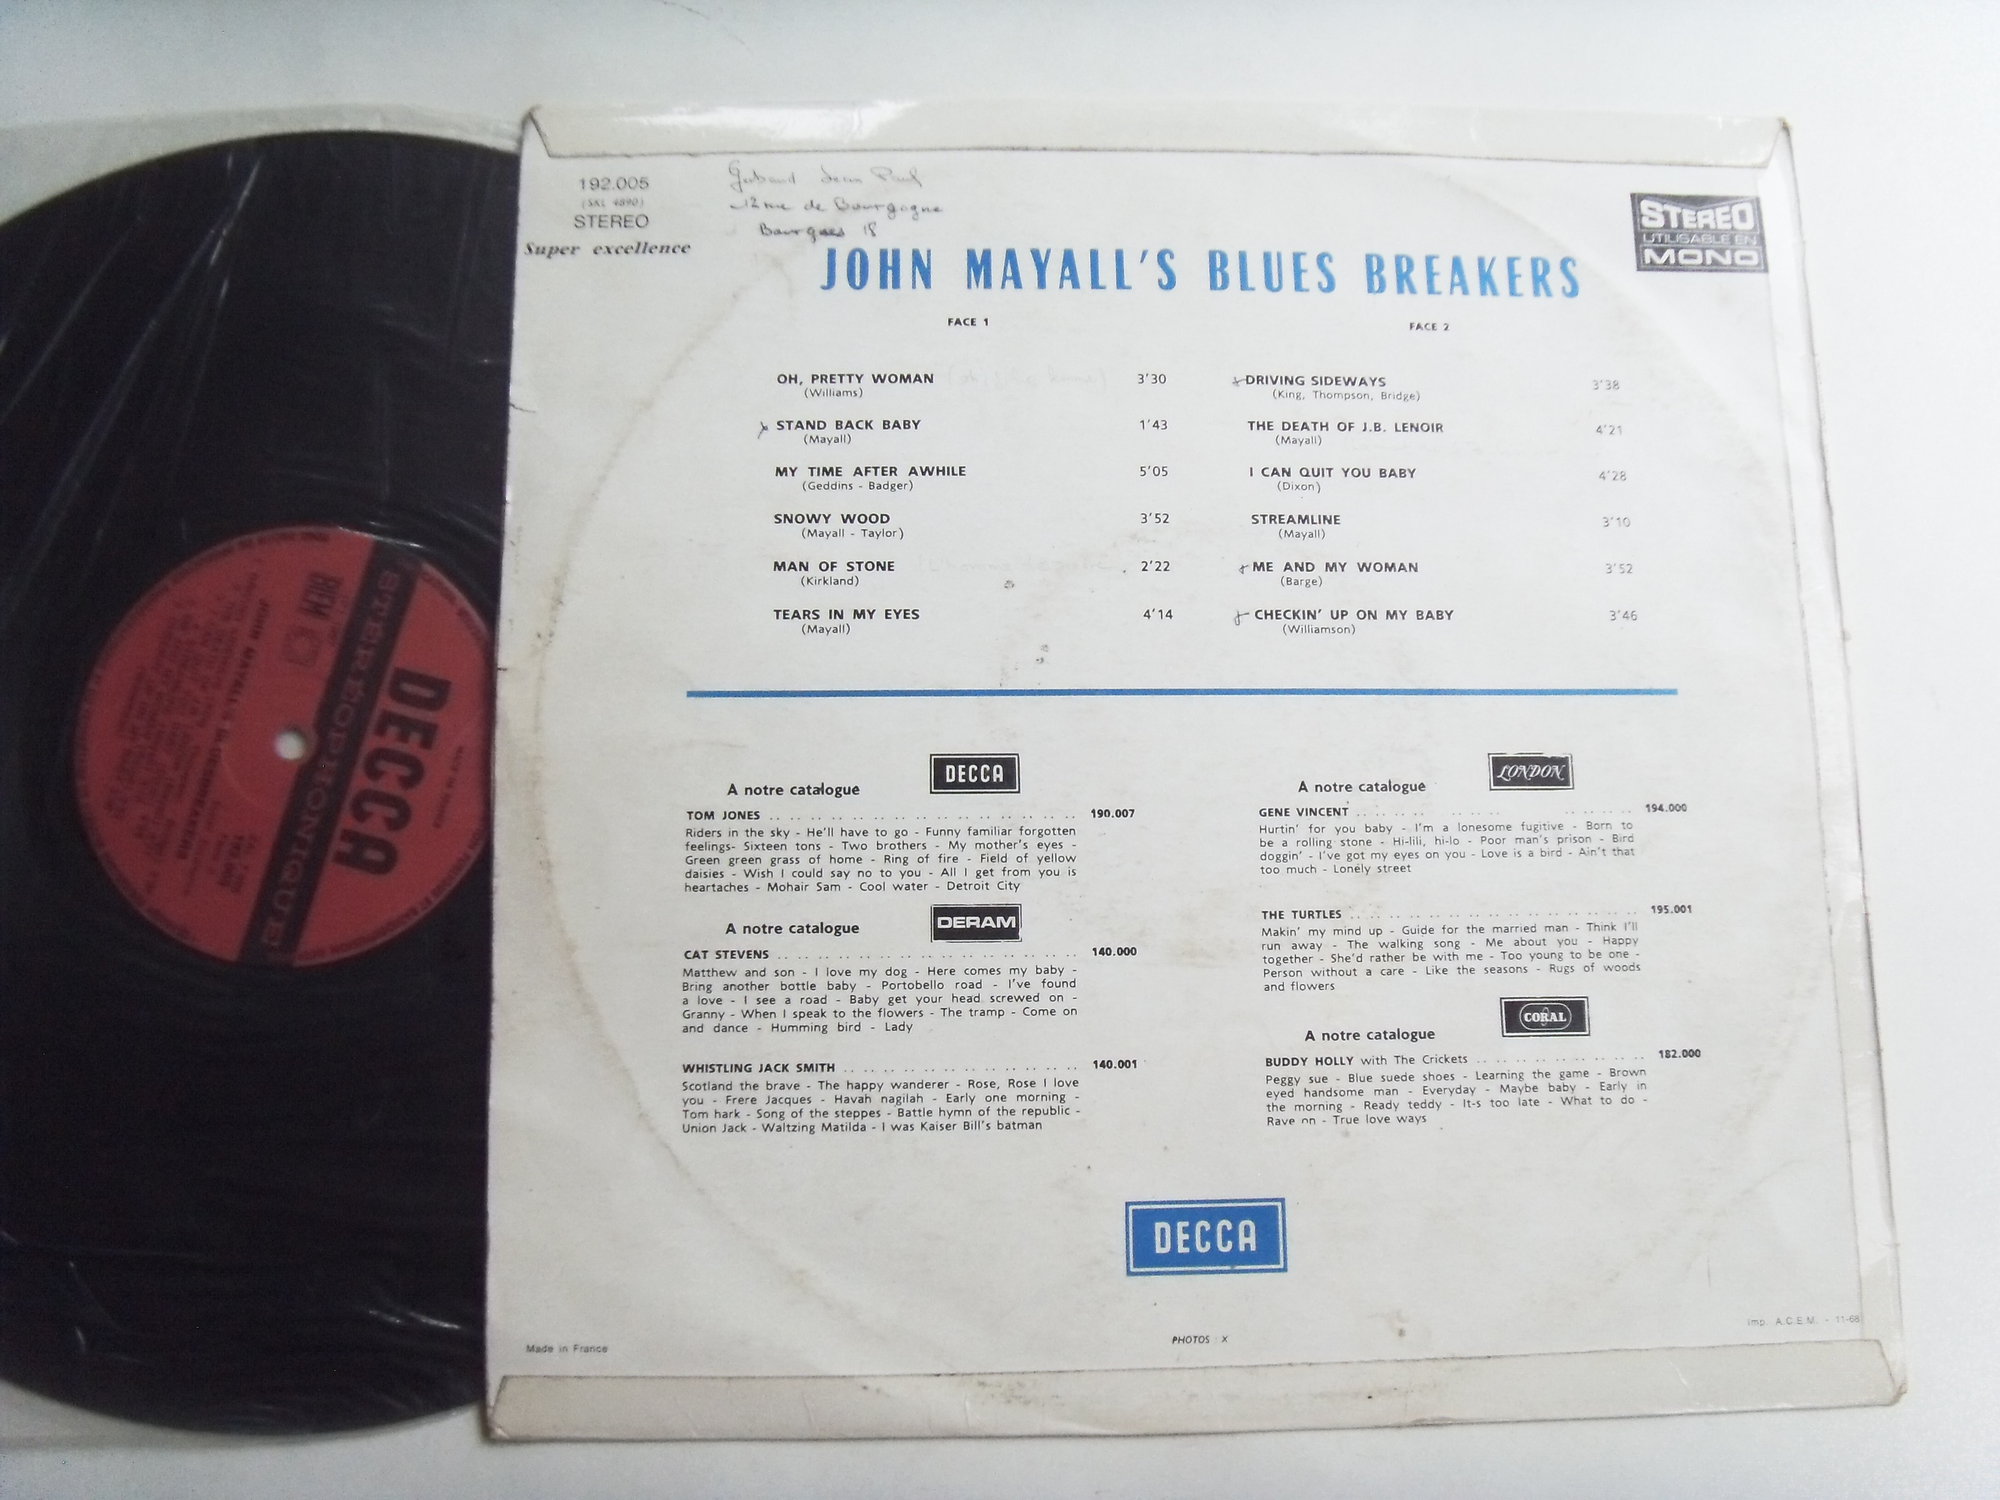 192.005
(SKL 4890)
STEREO
Super excellence
Jean Paul
12 rue de Bourgogne
Bourges 18
STEREO
UTILISABLE EN
MONO
JOHN MAYALL'S BLUES BREAKERS
FACE 1
OH, PRETTY WOMAN 3'30
(Williams)
STAND BACK BABY 1'43
(Mayall)
MY TIME AFTER AWHILE 5'05
(Geddins - Badger)
SNOWY WOOD 3'52
(Mayall - Taylor)
MAN OF STONE 2'22
(Kirkland)
TEARS IN MY EYES 4'14
(Mayall)
FACE 2
DRIVING SIDEWAYS 3'38
(King, Thompson, Bridge)
THE DEATH OF J.B. LENOIR 4'21
(Mayall)
I CAN QUIT YOU BABY 4'28
(Dixon)
STREAMLINE 3'10
(Mayall)
ME AND MY WOMAN 3'52
(Barge)
CHECKIN' UP ON MY BABY 3'46
(Williamson)
A notre catalogue DECCA
TOM JONES 190.007
Riders in the sky - He'll have to go - Funny familiar forgotten
feelings- Sixteen tons - Two brothers - My mother's eyes -
Green green grass of home - Ring of fire - Field of yellow
daisies - Wish I could say no to you - All I get from you is
heartaches - Mohair Sam - Cool water - Detroit City
A notre catalogue DERAM
CAT STEVENS 140.000
Matthew and son - I love my dog - Here comes my baby -
Bring another bottle baby - Portobello road - I've found
a love - I see a road - Baby get your head screwed on -
Granny - When I speak to the flowers - The tramp - Come on
and dance - Humming bird - Lady
WHISTLING JACK SMITH 140.001
Scotland the brave - The happy wanderer - Rose, Rose I love
you - Frere Jacques - Havah nagilah - Early one morning -
Tom hark - Song of the steppes - Battle hymn of the republic -
Union Jack - Waltzing Matilda - I was Kaiser Bill's batman
A notre catalogue LONDON
GENE VINCENT 194.000
Hurtin' for you baby - I'm a lonesome fugitive - Born to
be a rolling stone - Hi-lili, hi-lo - Poor man's prison - Bird
doggin' - I've got my eyes on you - Love is a bird - Ain't that
too much - Lonely street
THE TURTLES 195.001
Makin' my mind up - Guide for the married man - Think I'll
run away - The walking song - Me about you - Happy
together - She'd rather be with me - Too young to be one -
Person without a care - Like the seasons - Rugs of woods
and flowers
A notre catalogue CORAL
BUDDY HOLLY with The Crickets 182.000
Peggy sue - Blue suede shoes - Learning the game - Brown
eyed handsome man - Everyday - Maybe baby - Early in
the morning - Ready teddy - It-s too late - What to do -
Rave on - True love ways
DECCA
Made in France
PHOTOS : X
Imp. A.C.E.M. - 11-68
DECCA
STEREOPHONIQUE
BIEM
JOHN MAYALL'S BLUESBREAKERS